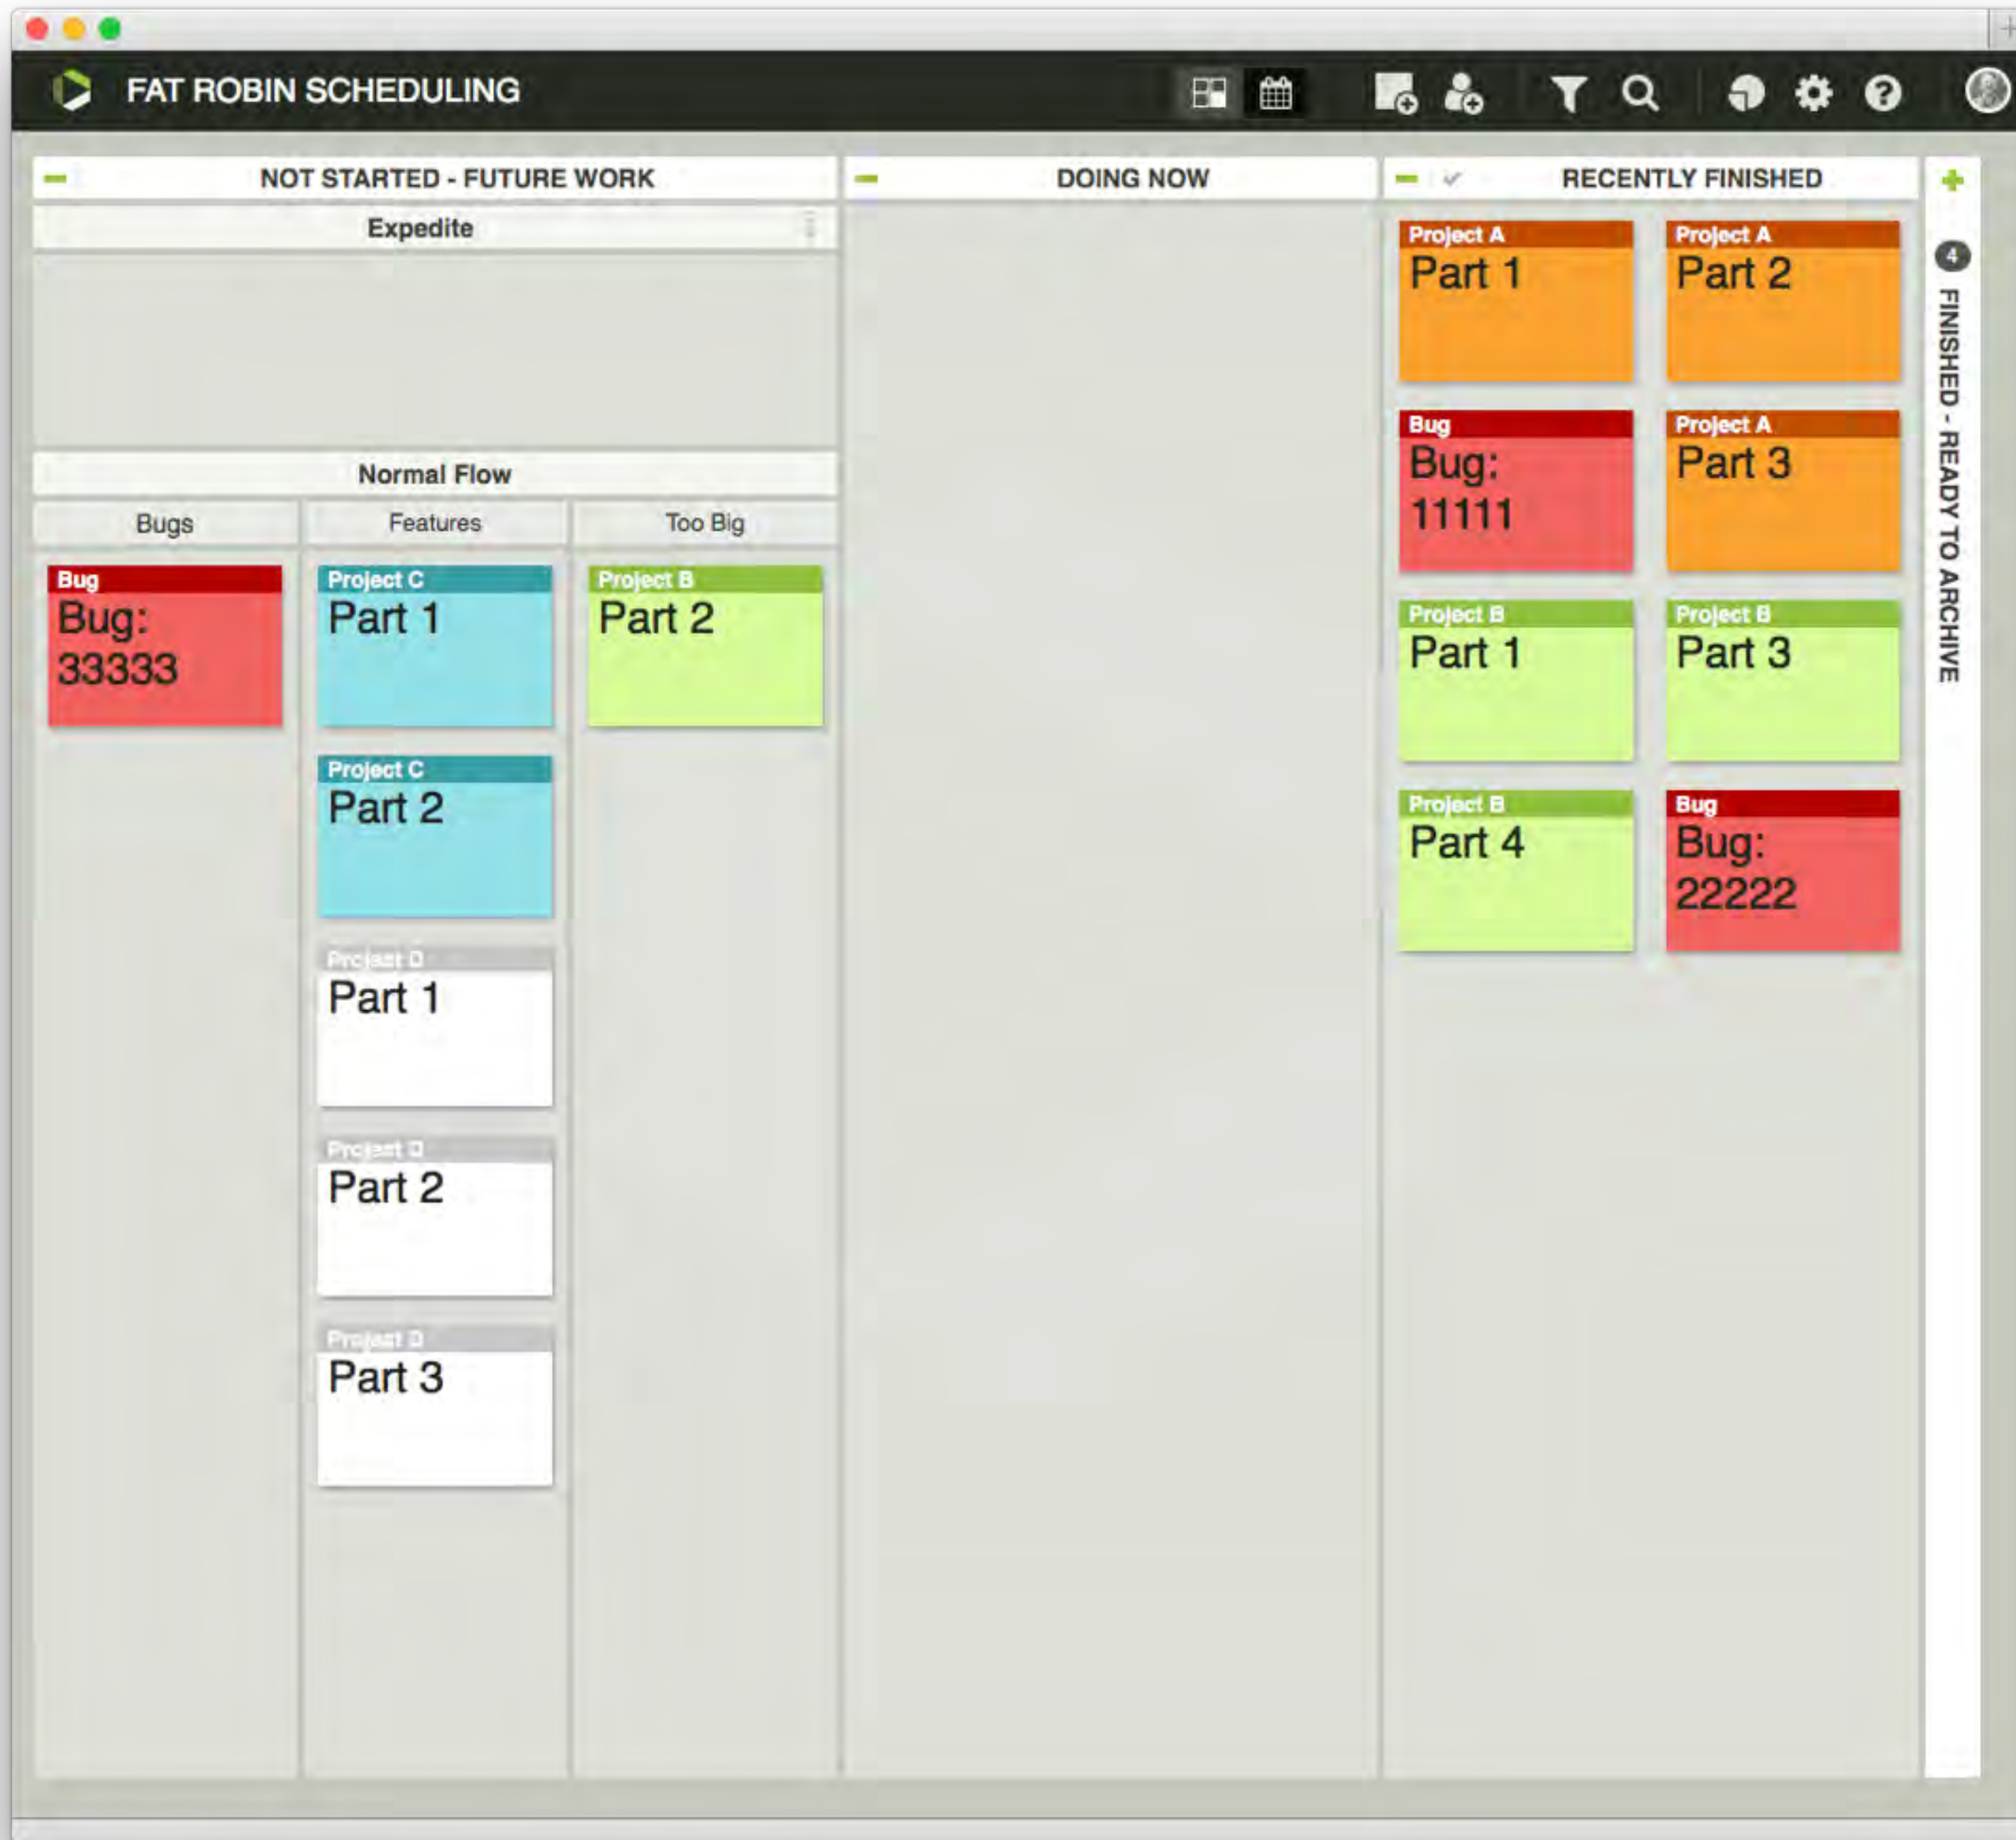 FAT ROBIN SCHEDULING
NOT STARTED - FUTURE WORK
Expedite
Normal Flow
Bugs
Features
Too Big
Bug
Bug:
33333
Project C
Part 1
Project C
Part 2
Project D
Part 1
Project D
Part 2
Project D
Part 3
Project B
Part 2
DOING NOW
RECENTLY FINISHED
Project A
Part 1
Project A
Part 2
Bug
Bug:
11111
Project A
Part 3
Project B
Part 1
Project B
Part 3
Project B
Part 4
Bug
Bug:
22222
4
FINISHED - READY TO ARCHIVE